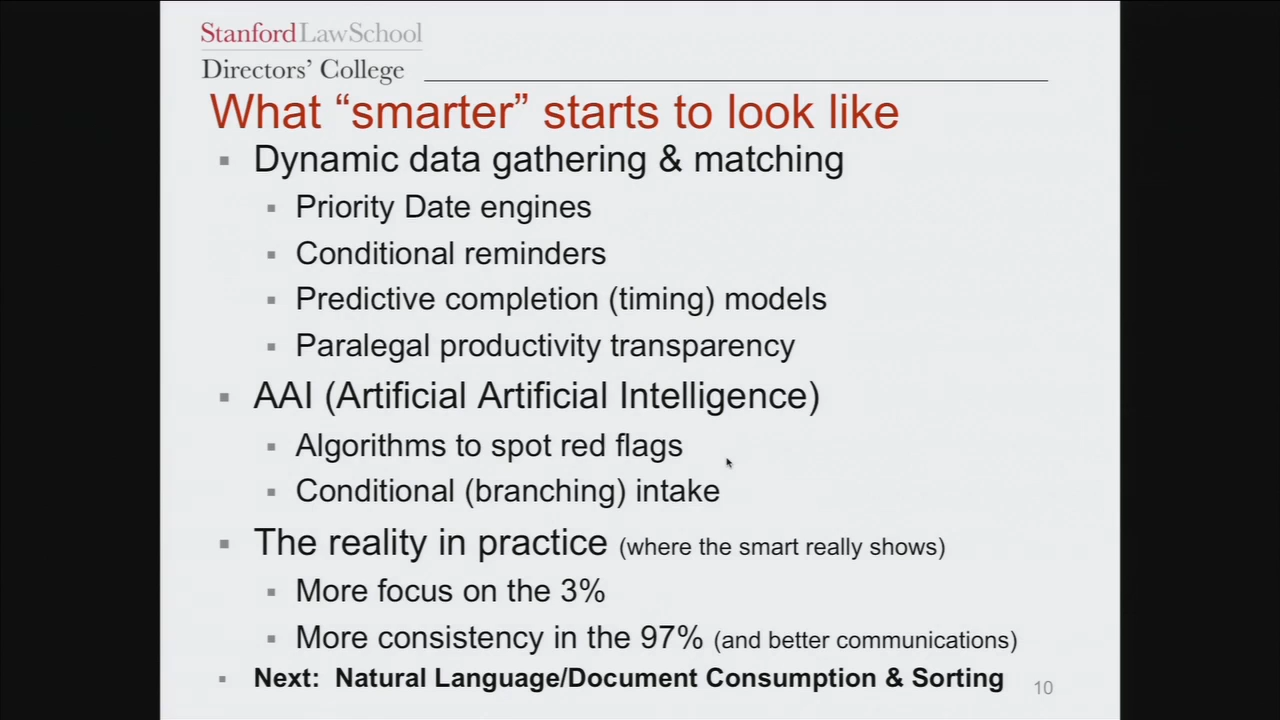 Stanford LawSchool
Directors' College
What “smarter” starts to look like
▪ Dynamic data gathering & matching
▪ Priority Date engines
▪ Conditional reminders
▪ Predictive completion (timing) models
▪ Paralegal productivity transparency
▪ AAI (Artificial Artificial Intelligence)
▪ Algorithms to spot red flags
▪ Conditional (branching) intake
▪ The reality in practice (where the smart really shows)
▪ More focus on the 3%
▪ More consistency in the 97% (and better communications)
▪ Next:  Natural Language/Document Consumption & Sorting
10